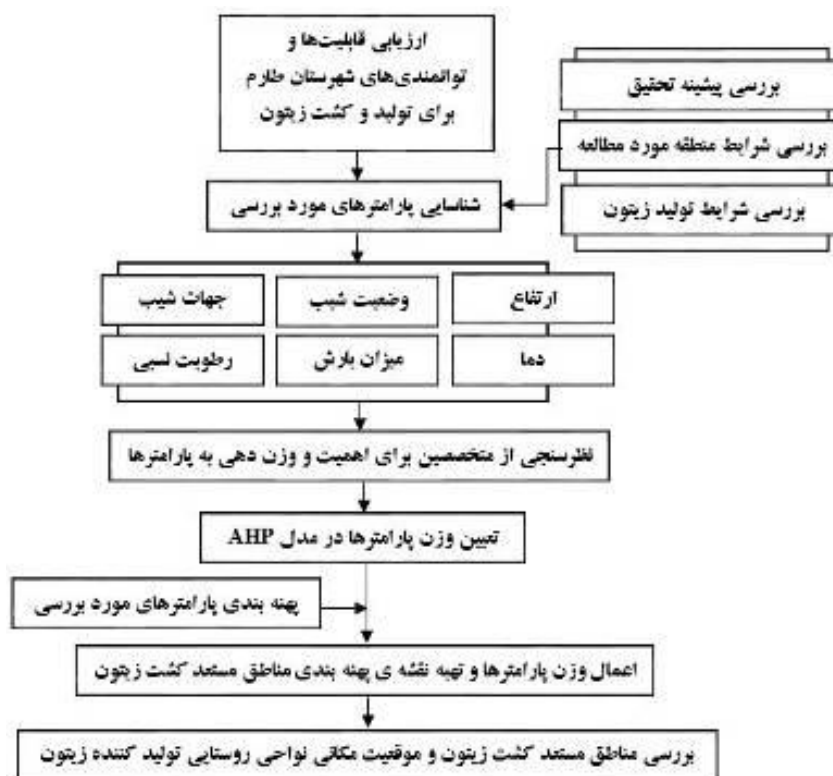 ارزیابی قابلیت‌ها و
توانمندی‌های شهرستان طارم
برای تولید و کشت زیتون
بررسی پیشینه تحقیق
بررسی شرایط منطقه مورد مطالعه
بررسی شرایط تولید زیتون
شناسایی پارامترهای مورد بررسی
ارتفاع
وضعیت شیب
جهات شیب
دما
میزان بارش
رطوبت نسبی
نظرسنجی از متخصصین برای اهمیت و وزن دهی به پارامترها
تعیین وزن پارامترها در مدل AHP
پهنه بندی پارامترهای مورد بررسی
اعمال وزن پارامترها و تهیه نقشه ی پهنه بندی مناطق مستعد کشت زیتون
بررسی مناطق مستعد کشت زیتون و موقعیت مکانی نواحی روستایی تولید کننده زیتون